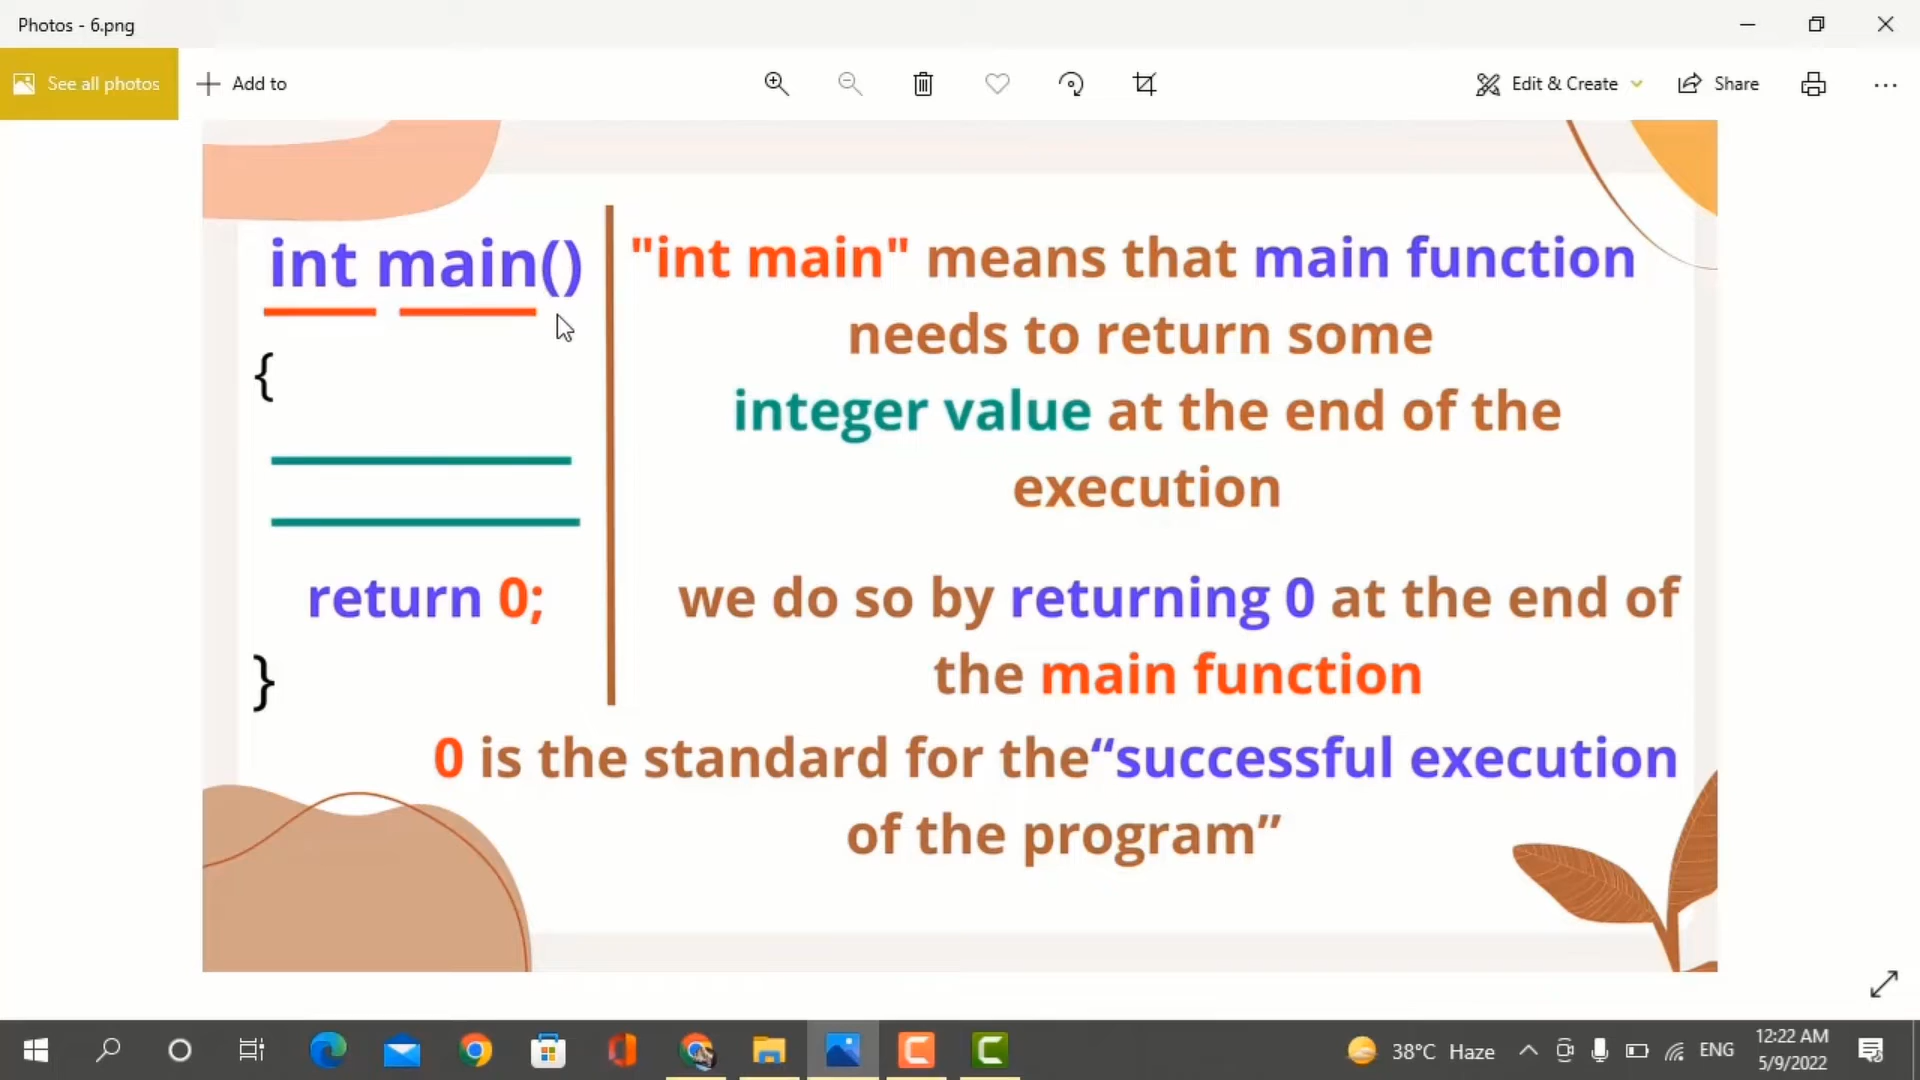 Photos - 6.png
See all photos
Add to
Edit & Create
Share
int main()
{
return 0;
}
"int main" means that main function
needs to return some
integer value at the end of the
execution
we do so by returning 0 at the end of
the main function
0 is the standard for the“successful execution
of the program”
38°C Haze
ENG
12:22 AM
5/9/2022